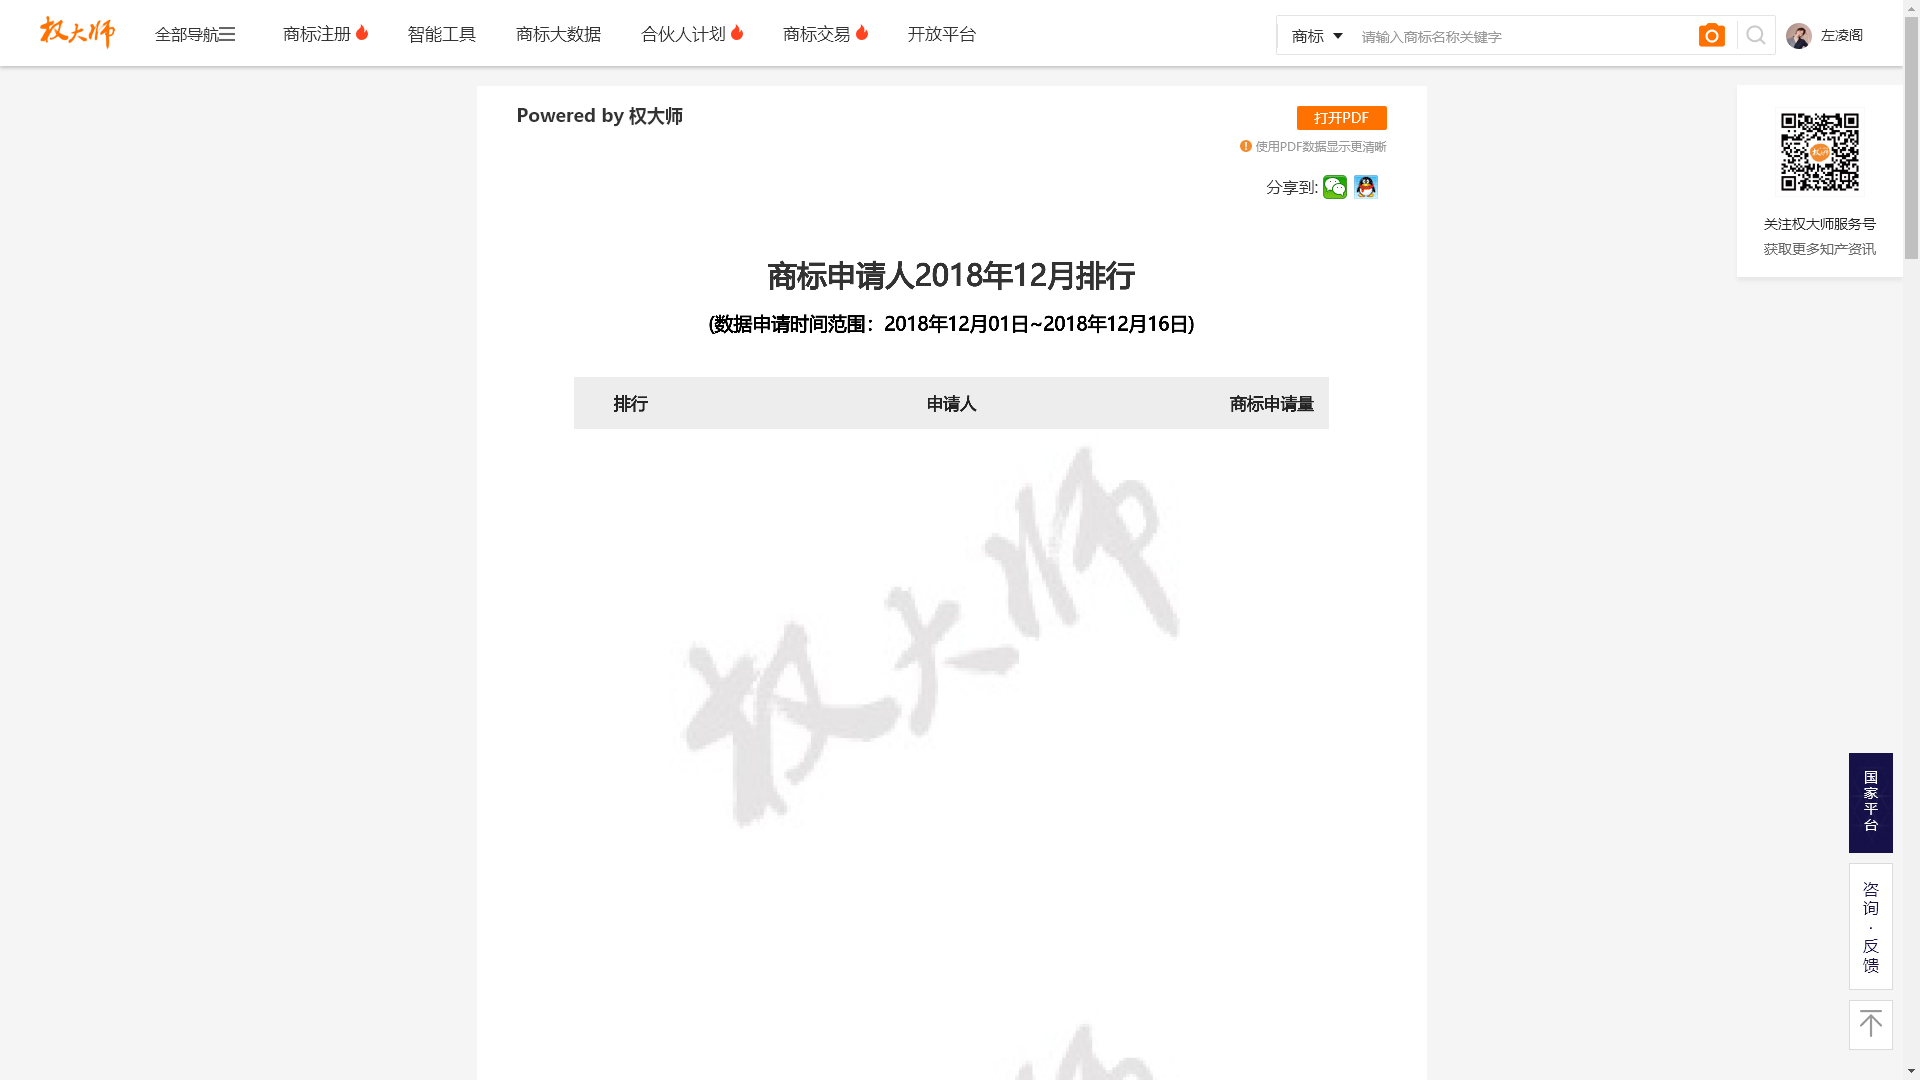 权大师 全部导航 商标注册 智能工具 商标大数据 合伙人计划 商标交易 开放平台 商标 请输入商标名称关键字 左凌阁
Powered by 权大师
打开PDF
使用PDF数据显示更清晰
分享到:
关注权大师服务号
获取更多知产资讯
商标申请人2018年12月排行
(数据申请时间范围：2018年12月01日~2018年12月16日)
排行 申请人 商标申请量
权大师
国家平台
咨询·反馈